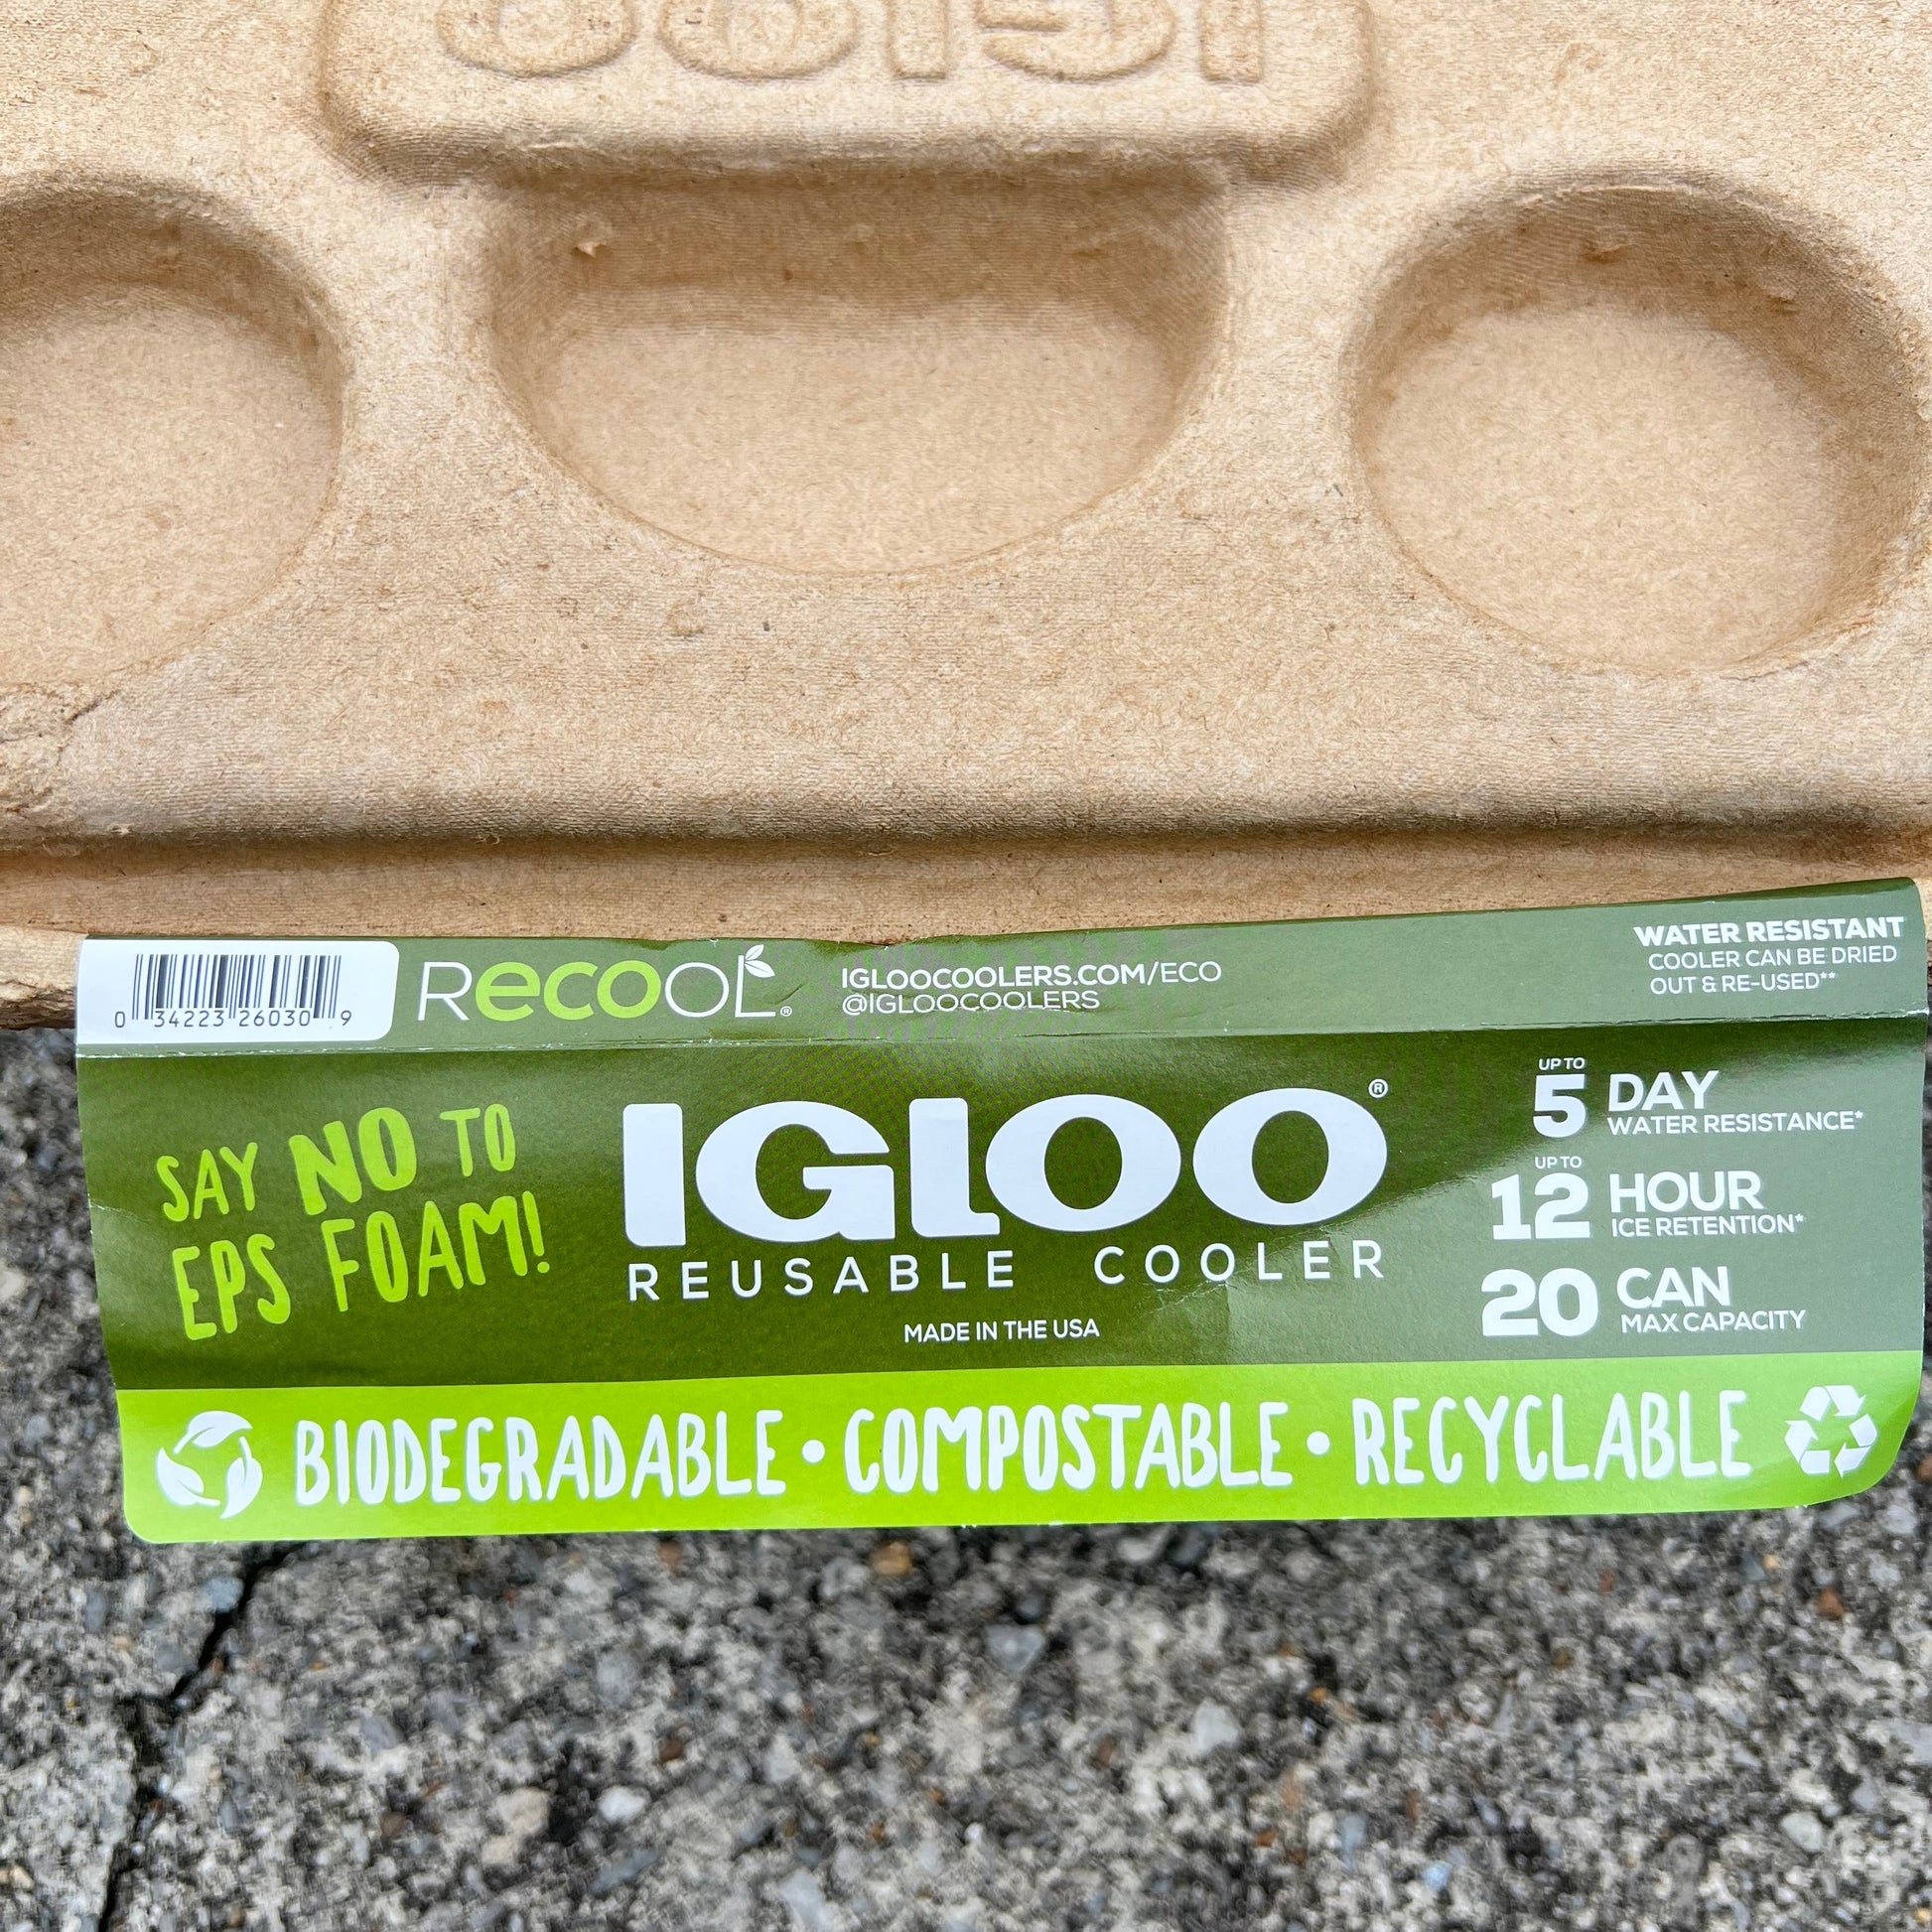 IGLOO
0 34223 26030 9
RECOOL®
IGLOOCOOLERS.COM/ECO
@IGLOOCOOLERS
WATER RESISTANT
COOLER CAN BE DRIED
OUT & RE-USED**
SAY NO TO
EPS FOAM!
IGLOO®
REUSABLE COOLER
MADE IN THE USA
UP TO
5 DAY
WATER RESISTANCE*
UP TO
12 HOUR
ICE RETENTION*
20 CAN
MAX CAPACITY
BIODEGRADABLE • COMPOSTABLE • RECYCLABLE